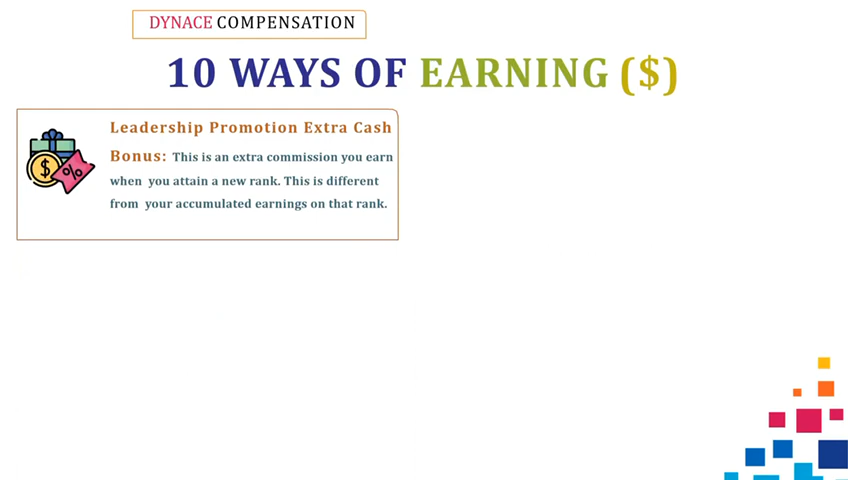 DYNACE COMPENSATION
10 WAYS OF EARNING ($)
Leadership Promotion Extra Cash
Bonus: This is an extra commission you earn
when you attain a new rank. This is different
from your accumulated earnings on that rank.
$
%